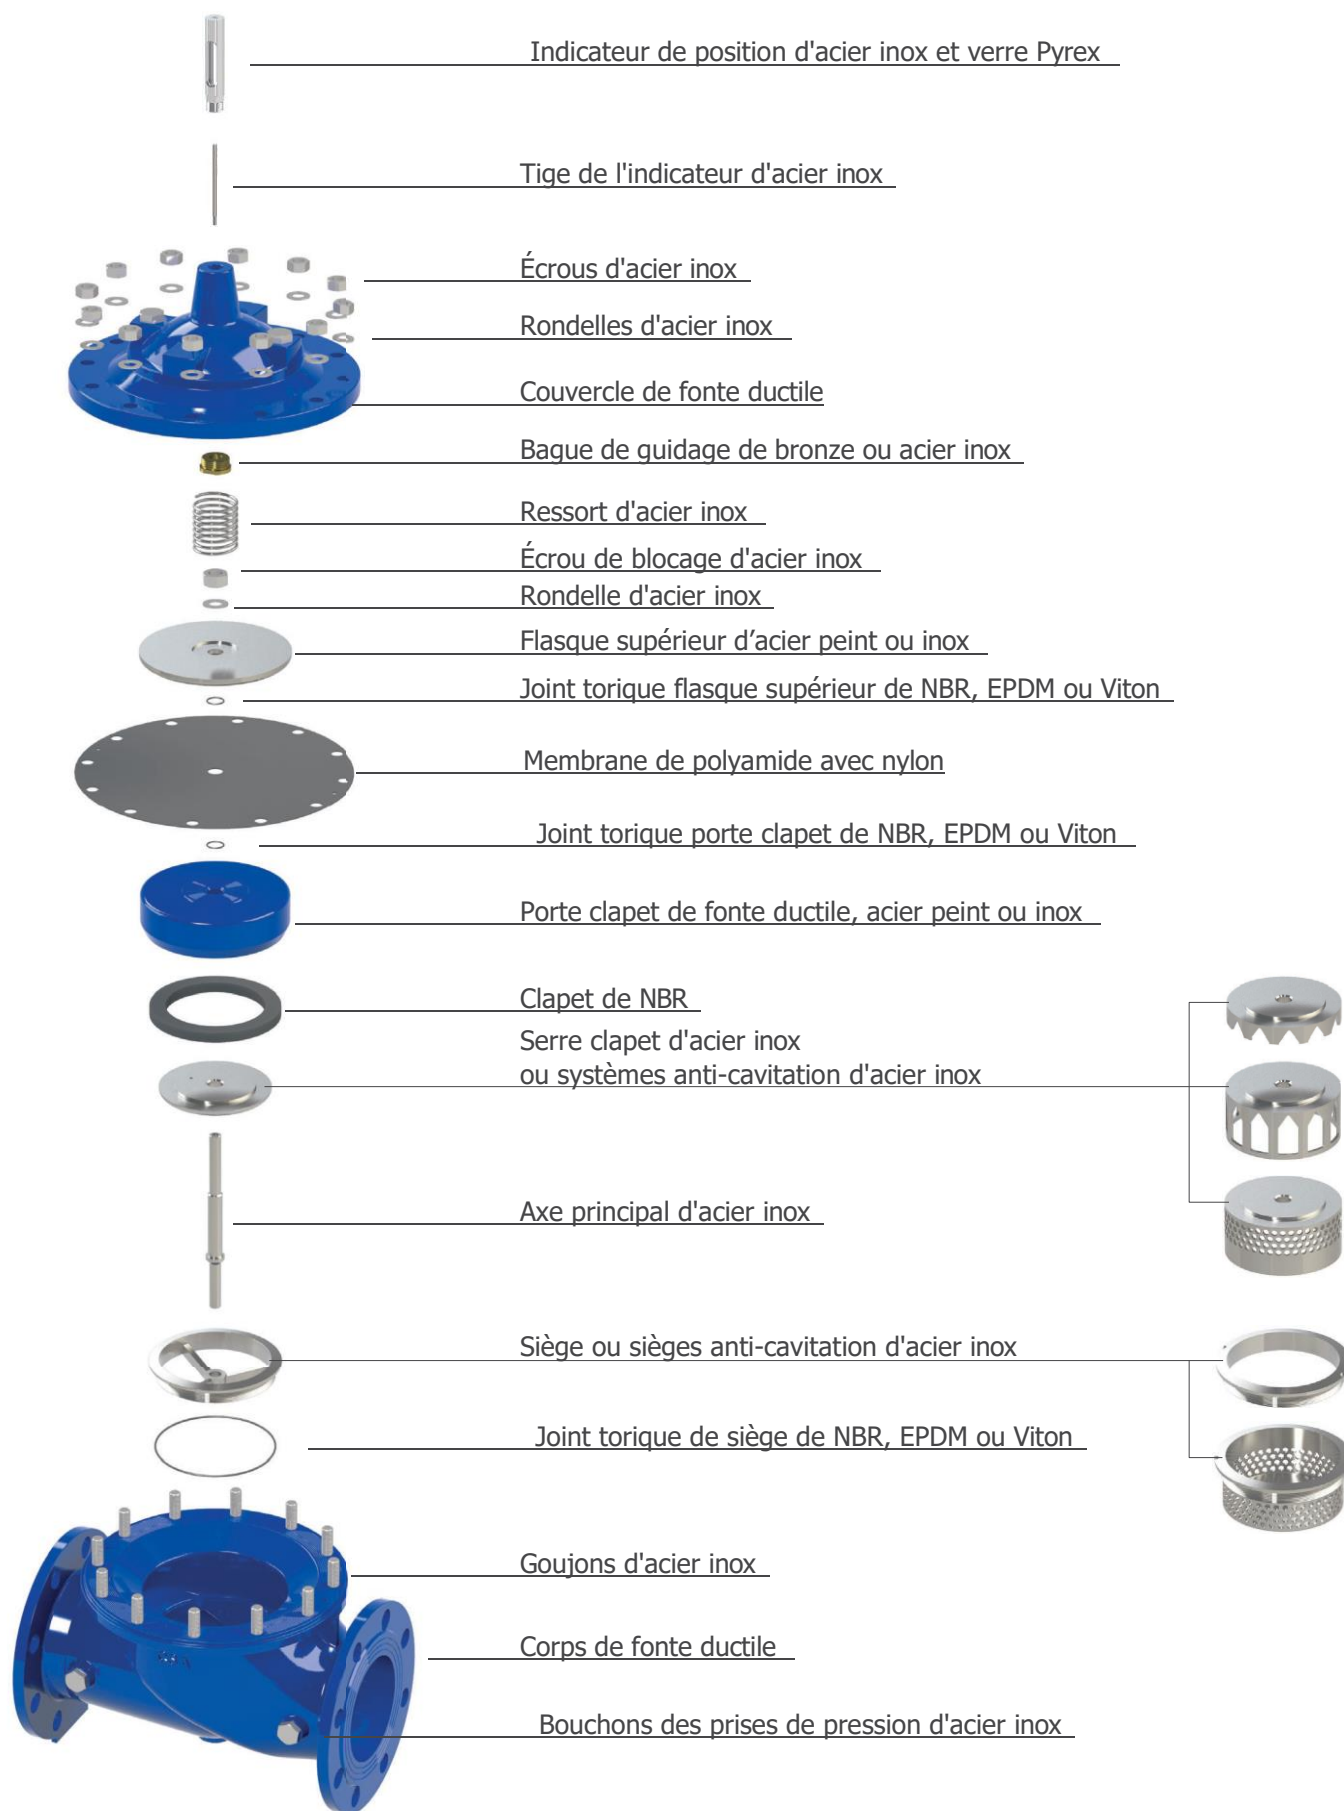 Indicateur de position d'acier inox et verre Pyrex
Tige de l'indicateur d'acier inox
Écrous d'acier inox
Rondelles d'acier inox
Couvercle de fonte ductile
Bague de guidage de bronze ou acier inox
Ressort d'acier inox
Écrou de blocage d'acier inox
Rondelle d'acier inox
Flasque supérieur d’acier peint ou inox
Joint torique flasque supérieur de NBR, EPDM ou Viton
Membrane de polyamide avec nylon
Joint torique porte clapet de NBR, EPDM ou Viton
Porte clapet de fonte ductile, acier peint ou inox
Clapet de NBR
Serre clapet d'acier inox
ou systèmes anti-cavitation d'acier inox
Axe principal d'acier inox
Siège ou sièges anti-cavitation d'acier inox
Joint torique de siège de NBR, EPDM ou Viton
Goujons d'acier inox
Corps de fonte ductile
Bouchons des prises de pression d'acier inox